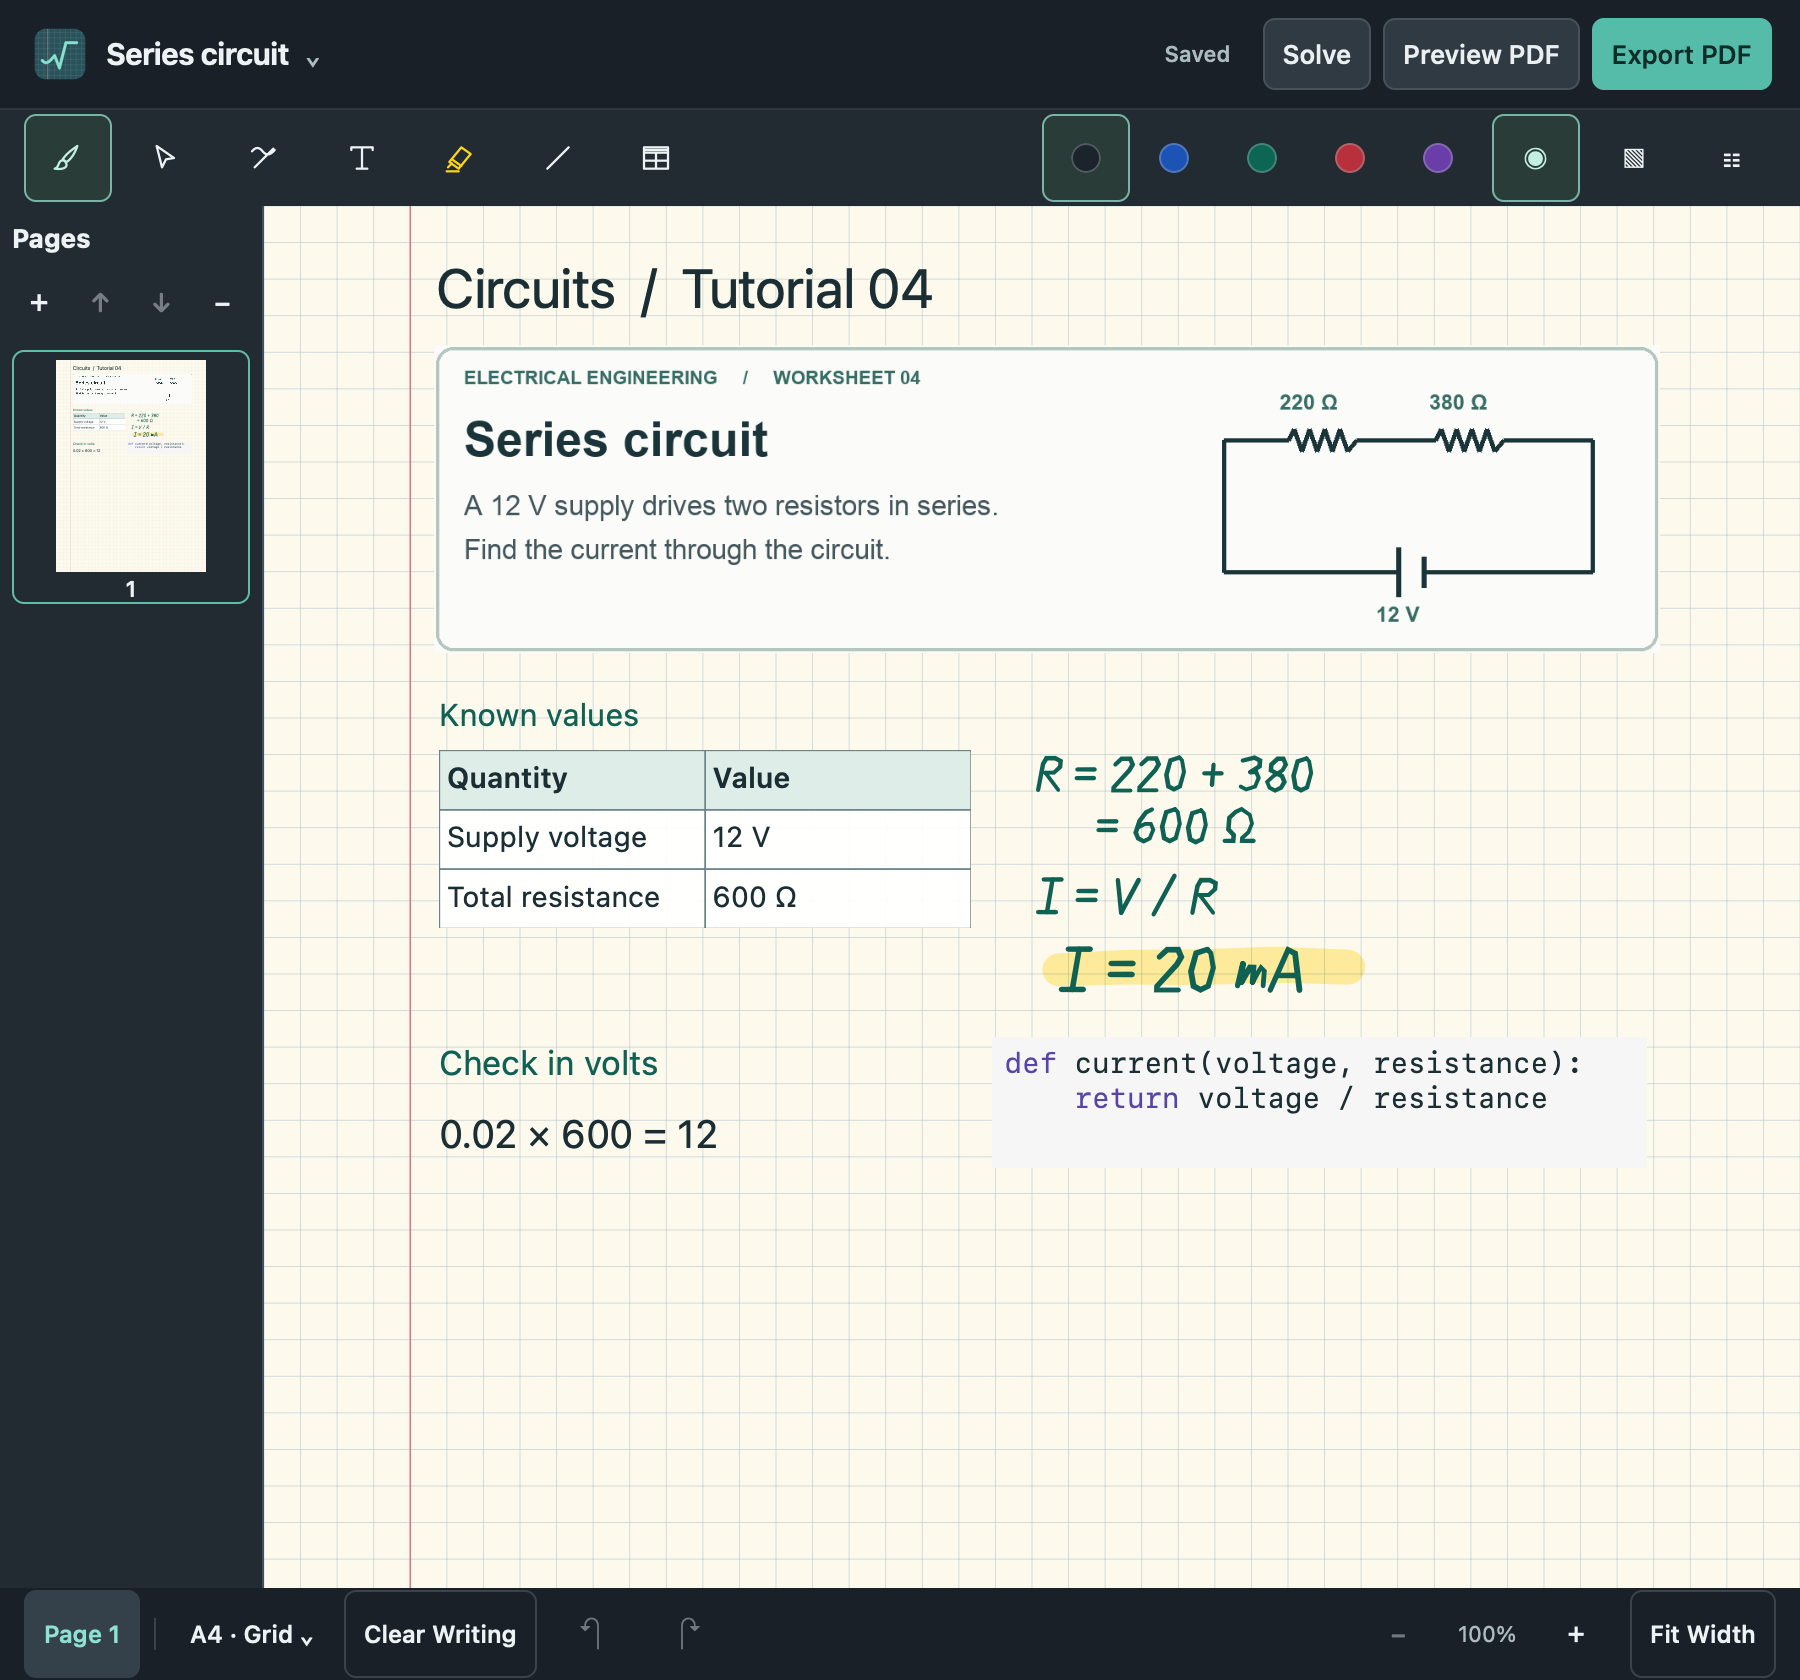 Series circuit
Saved
Solve
Preview PDF
Export PDF
Pages
1
Circuits / Tutorial 04
ELECTRICAL ENGINEERING / WORKSHEET 04
Series circuit
A 12 V supply drives two resistors in series.
Find the current through the circuit.
220 Ω 380 Ω
12 V
Known values
Quantity Value
Supply voltage 12 V
Total resistance 600 Ω
R = 220 + 380
= 600 Ω
I = V / R
I = 20 mA
Check in volts
0.02 × 600 = 12
def current(voltage, resistance):
return voltage / resistance
Page 1
A4 · Grid
Clear Writing
100%
Fit Width